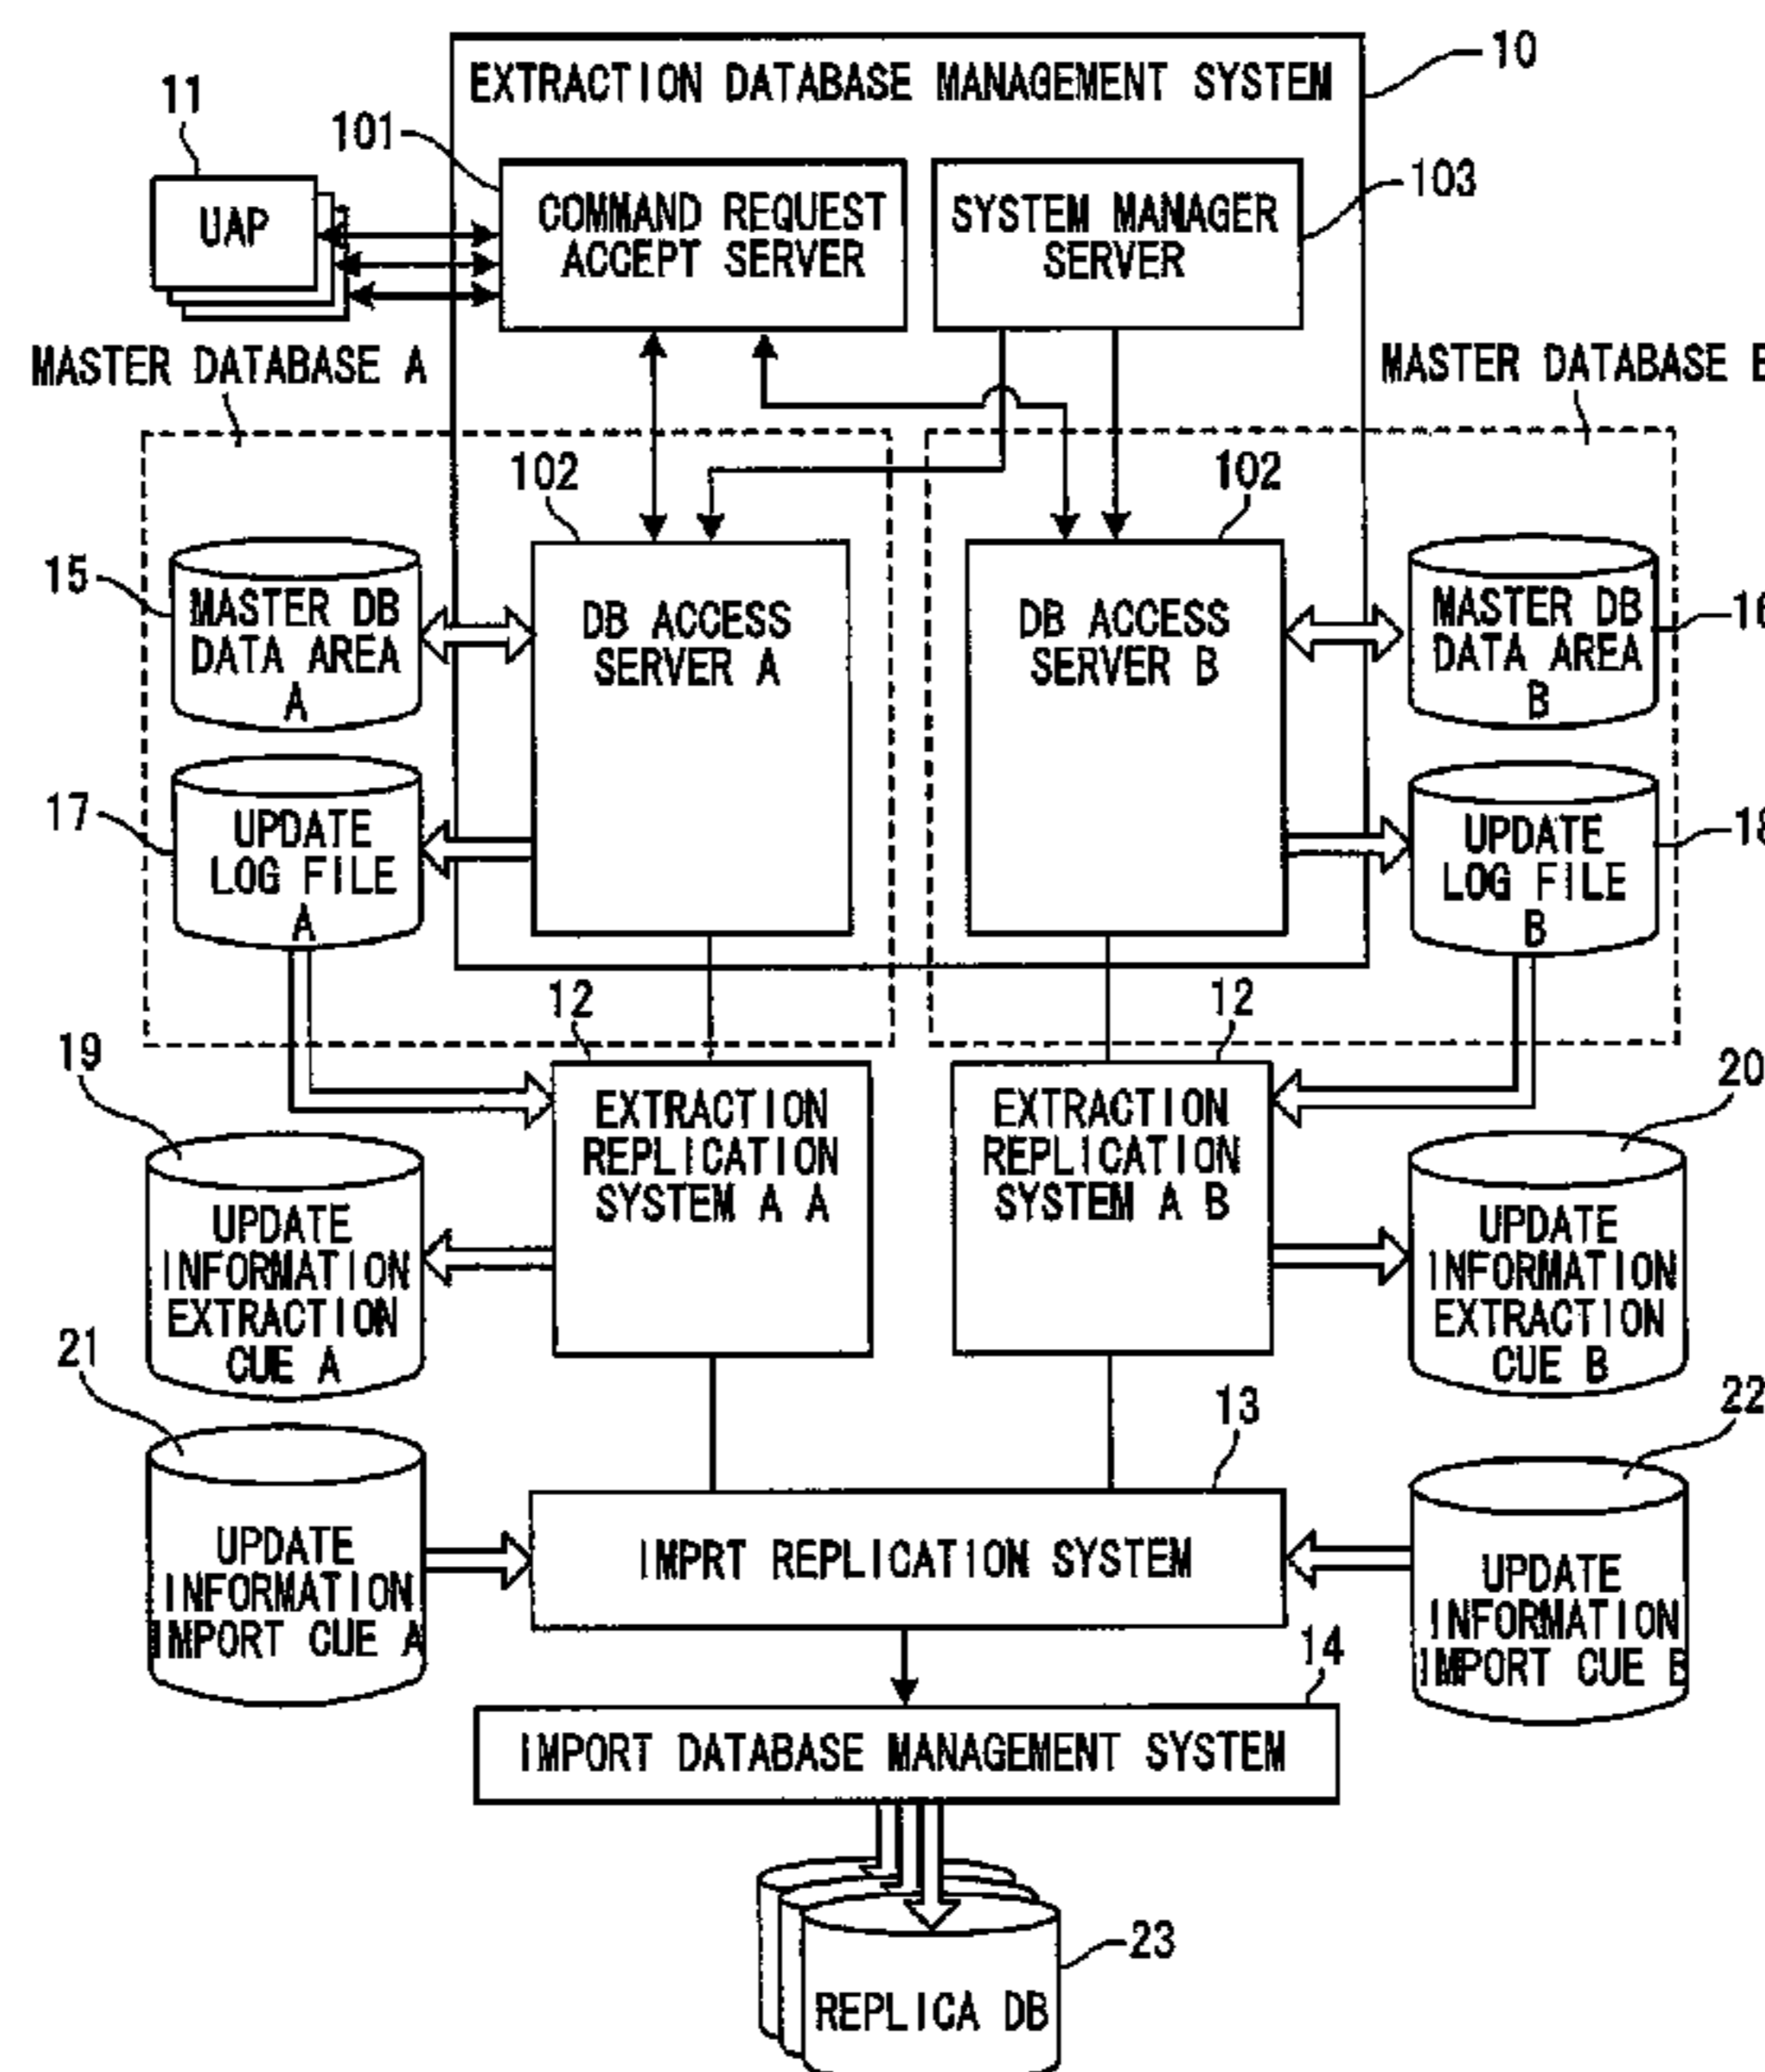 EXTRACTION DATABASE MANAGEMENT SYSTEM
10
11
101
103
UAP
COMMAND REQUEST
ACCEPT SERVER
SYSTEM MANAGER
SERVER
MASTER DATABASE A
MASTER DATABASE
102
102
15
MASTER DB
DATA AREA
A
DB ACCESS
SERVER A
DB ACCESS
SERVER B
MASTER DB
DATA AREA
B
16
17
UPDATE
LOG FILE
A
UPDATE
LOG FILE
B
18
12
12
19
20
EXTRACTION
REPLICATION
SYSTEM A A
EXTRACTION
REPLICATION
SYSTEM A B
UPDATE
INFORMATION
EXTRACTION
CUE A
UPDATE
INFORMATION
EXTRACTION
CUE B
21
13
22
UPDATE
INFORMATION
IMPORT CUE A
IMPRT REPLICATION SYSTEM
UPDATE
INFORMATION
IMPORT CUE B
14
IMPORT DATABASE MANAGEMENT SYSTEM
23
REPLICA DB